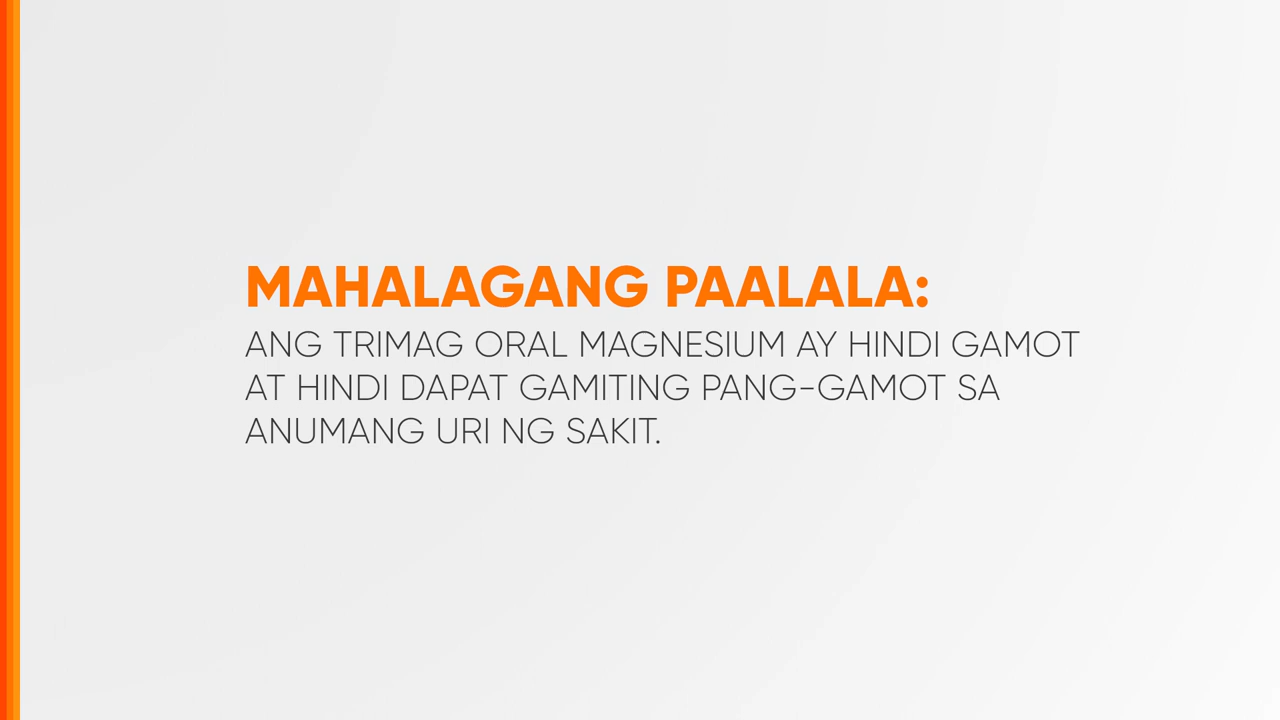 MAHALAGANG PAALALA:
ANG TRIMAG ORAL MAGNESIUM AY HINDI GAMOT
AT HINDI DAPAT GAMITING PANG-GAMOT SA
ANUMANG URI NG SAKIT.